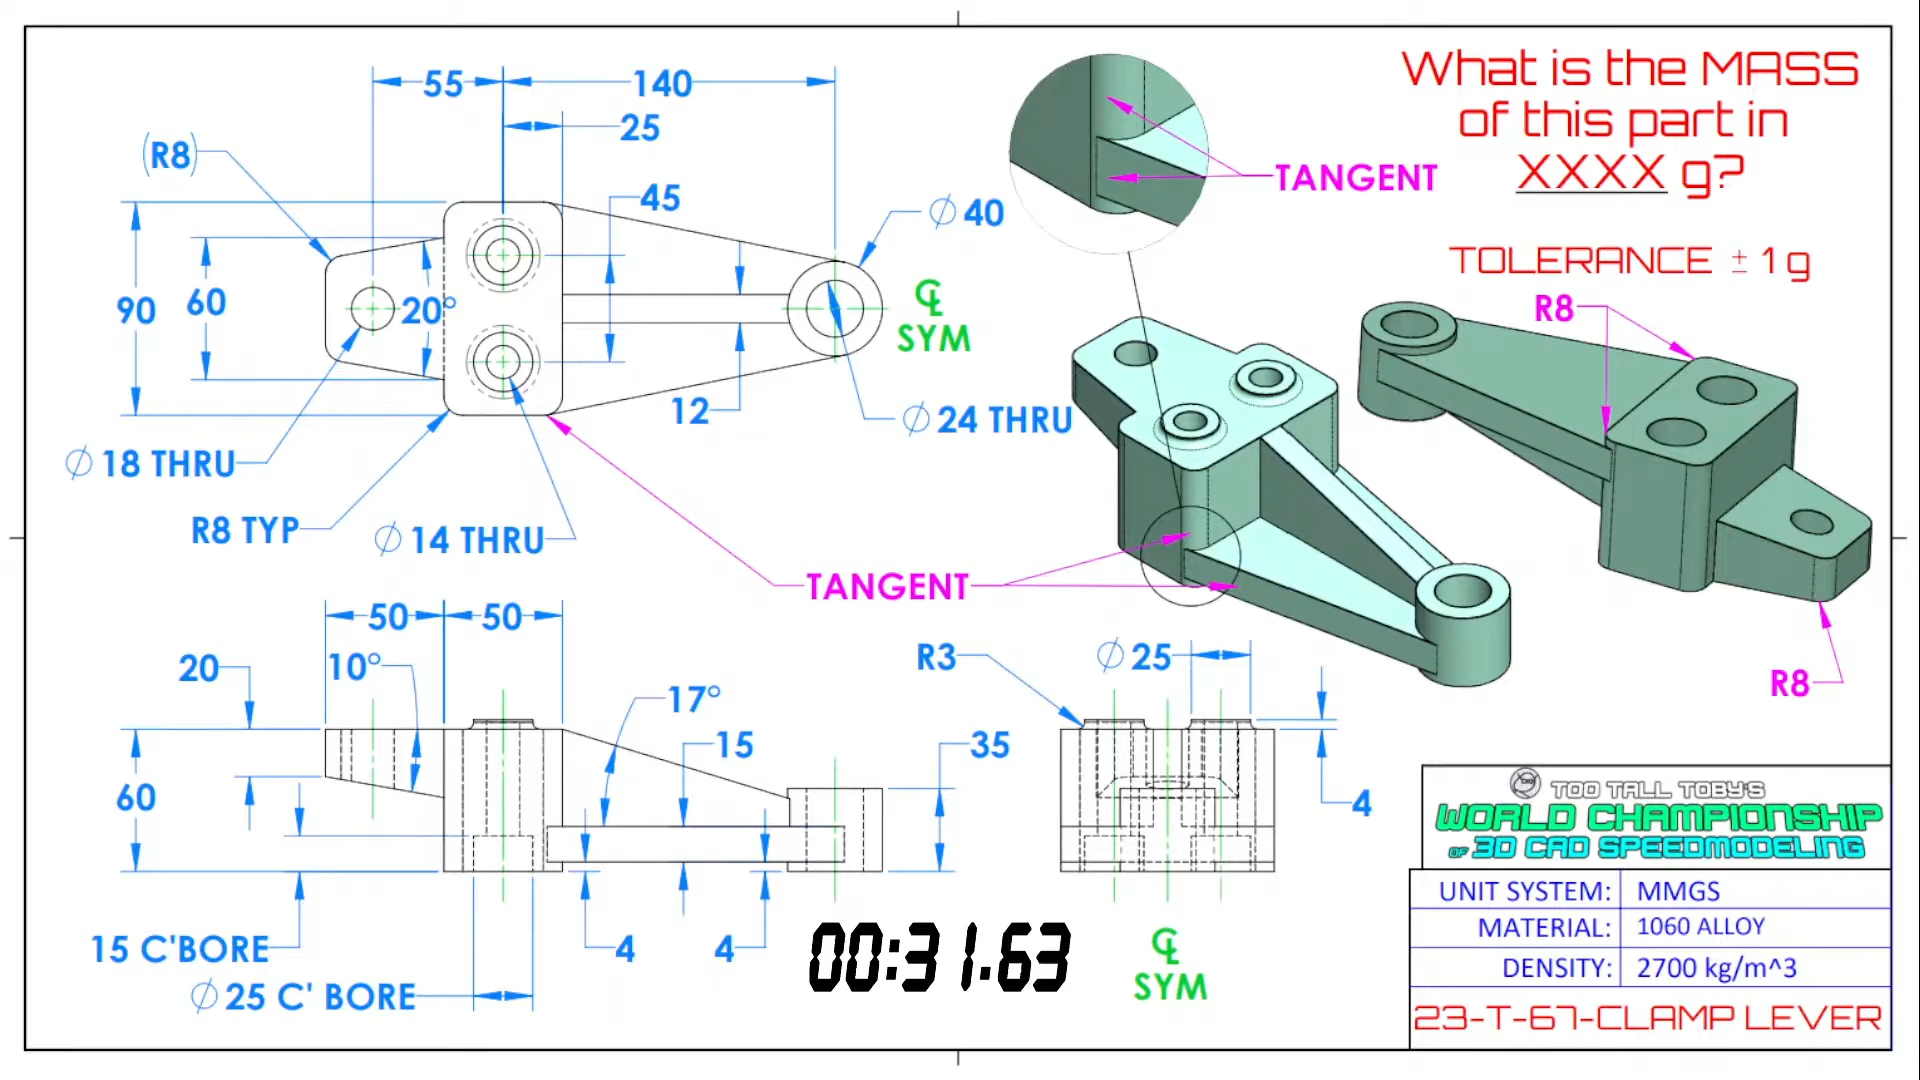 What is the MASS
of this part in
XXXX g?
TOLERANCE ± 1 g
55
140
25
(R8)
45
∅ 40
TANGENT
90
60
20°
℄
SYM
12
∅ 24 THRU
∅ 18 THRU
R8 TYP
∅ 14 THRU
TANGENT
R8
R8
50
50
20
10°
17°
15
35
60
15 C'BORE
∅ 25 C' BORE
4
4
R3
∅ 25
4
℄
SYM
00:31.63
TOO TALL TOBY'S
WORLD CHAMPIONSHIP
OF 3D CAD SPEEDMODELING
UNIT SYSTEM: MMGS
MATERIAL: 1060 ALLOY
DENSITY: 2700 kg/m^3
23-T-67-CLAMP LEVER